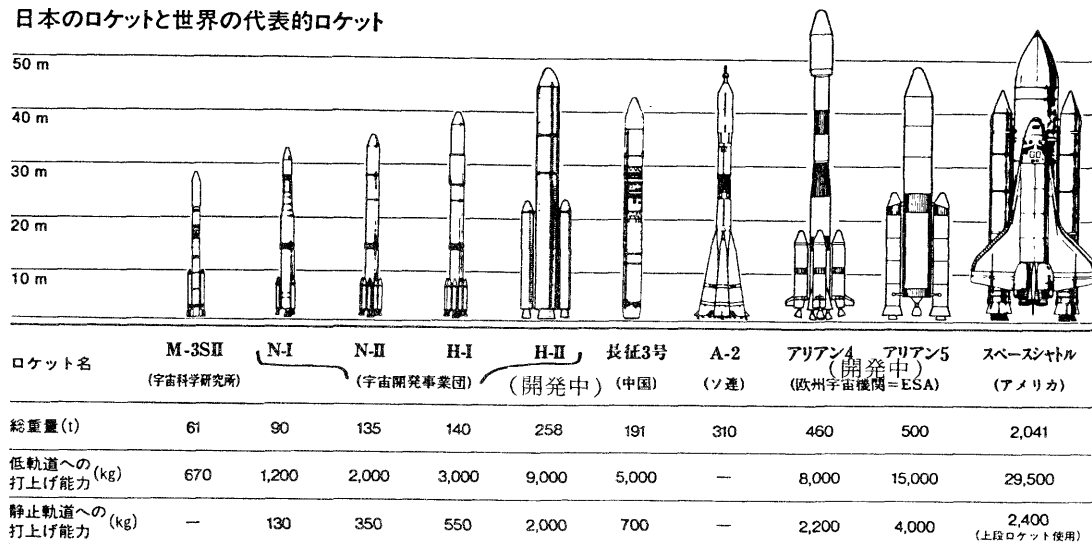 日本のロケットと世界の代表的ロケット
50 m
40 m
30 m
20 m
10 m
ロケット名
M-3SII N-I N-II H-I H-II 長征3号 A-2 アリアン4 アリアン5 スペースシャトル
(宇宙科学研究所) (宇宙開発事業団) (開発中) (中国) (ソ連) (開発中) (欧州宇宙機関=ESA) (アメリカ)
総重量(t) 61 90 135 140 258 191 310 460 500 2,041
低軌道への
打上げ能力(kg) 670 1,200 2,000 3,000 9,000 5,000 — 8,000 15,000 29,500
静止軌道への
打上げ能力(kg) — 130 350 550 2,000 700 — 2,200 4,000 2,400
(上段ロケット使用)